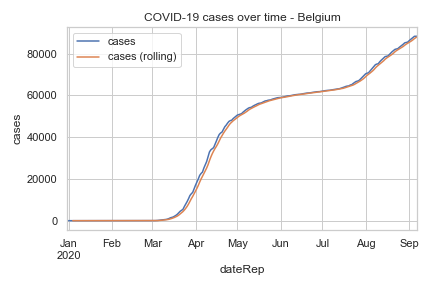 COVID-19 cases over time - Belgium
cases
cases (rolling)
80000
60000
40000
20000
0
cases
Jan Feb Mar Apr May Jun Jul Aug Sep
2020
dateRep